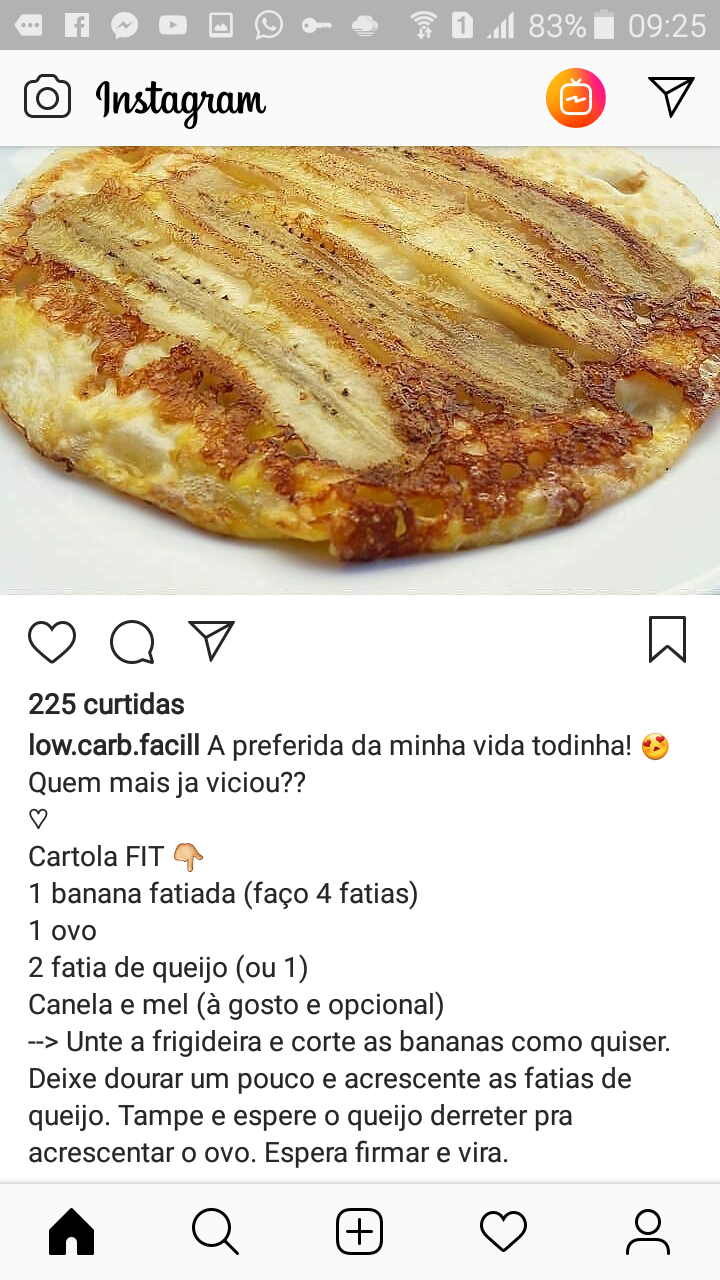 1 83% 09:25
Instagram
225 curtidas
low.carb.facill A preferida da minha vida todinha! 😍
Quem mais ja viciou??
♡
Cartola FIT 👇🏼
1 banana fatiada (faço 4 fatias)
1 ovo
2 fatia de queijo (ou 1)
Canela e mel (à gosto e opcional)
--> Unte a frigideira e corte as bananas como quiser.
Deixe dourar um pouco e acrescente as fatias de
queijo. Tampe e espere o queijo derreter pra
acrescentar o ovo. Espera firmar e vira.